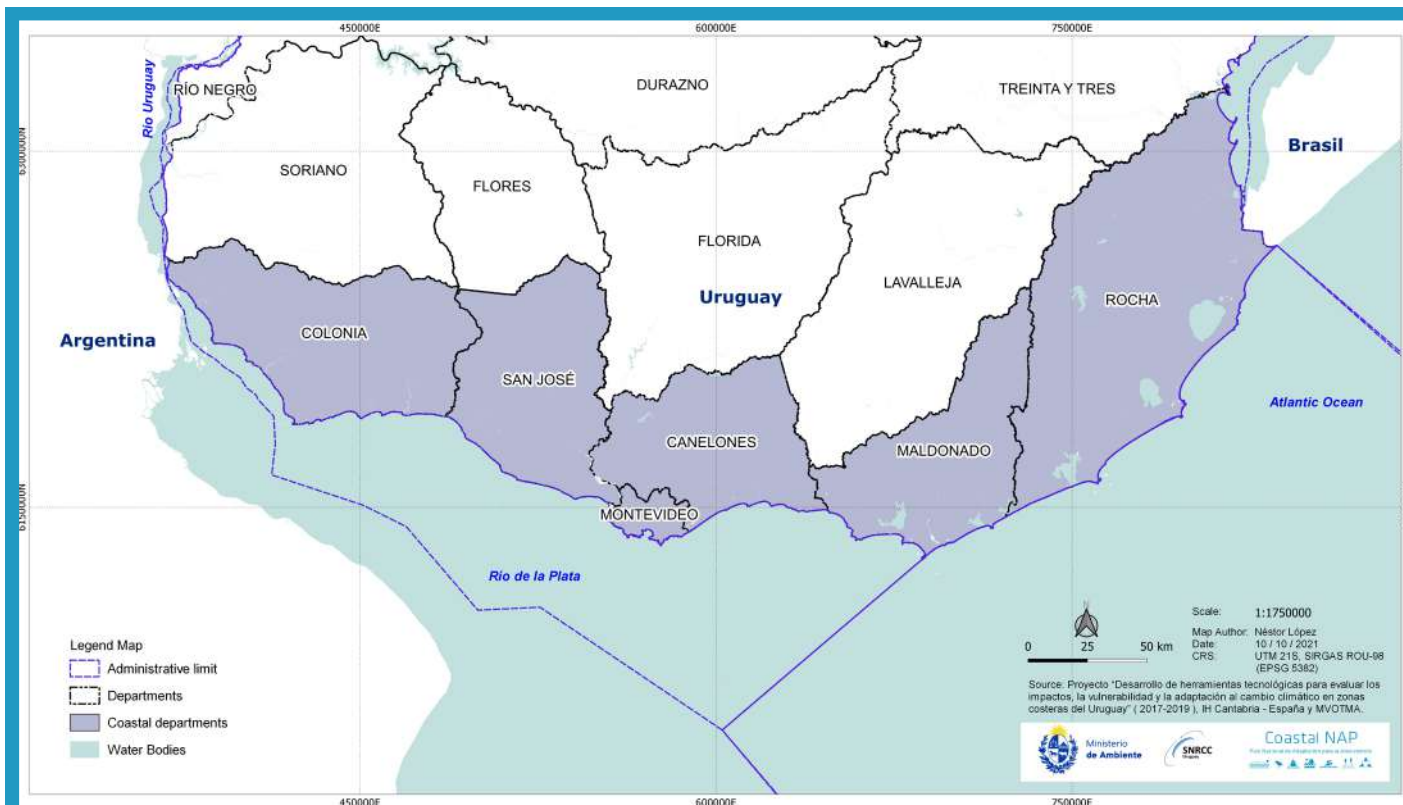 450000E
600000E
750000E
Río Uruguay
RÍO NEGRO
DURAZNO
TREINTA Y TRES
6300000N
Brasil
SORIANO
FLORES
FLORIDA
LAVALLEJA
Uruguay
ROCHA
Argentina
COLONIA
SAN JOSÉ
Atlantic Ocean
CANELONES
MALDONADO
6150000N
MONTEVIDEO
Río de la Plata
Legend Map
Administrative limit
Departments
Coastal departments
Water Bodies
N
0 25 50 km
Scale: 1:1750000
Map Author: Néstor López
Date: 10 / 10 / 2021
CRS: UTM 21S, SIRGAS ROU-98
(EPSG 5382)
Source: Proyecto "Desarrollo de herramientas tecnológicas para evaluar los
impactos, la vulnerabilidad y la adaptación al cambio climático en zonas
costeras del Uruguay" ( 2017-2019 ), IH Cantabria - España y MVOTMA.
Ministerio
de Ambiente
SNRCC
Uruguay
Coastal NAP
450000E
600000E
750000E